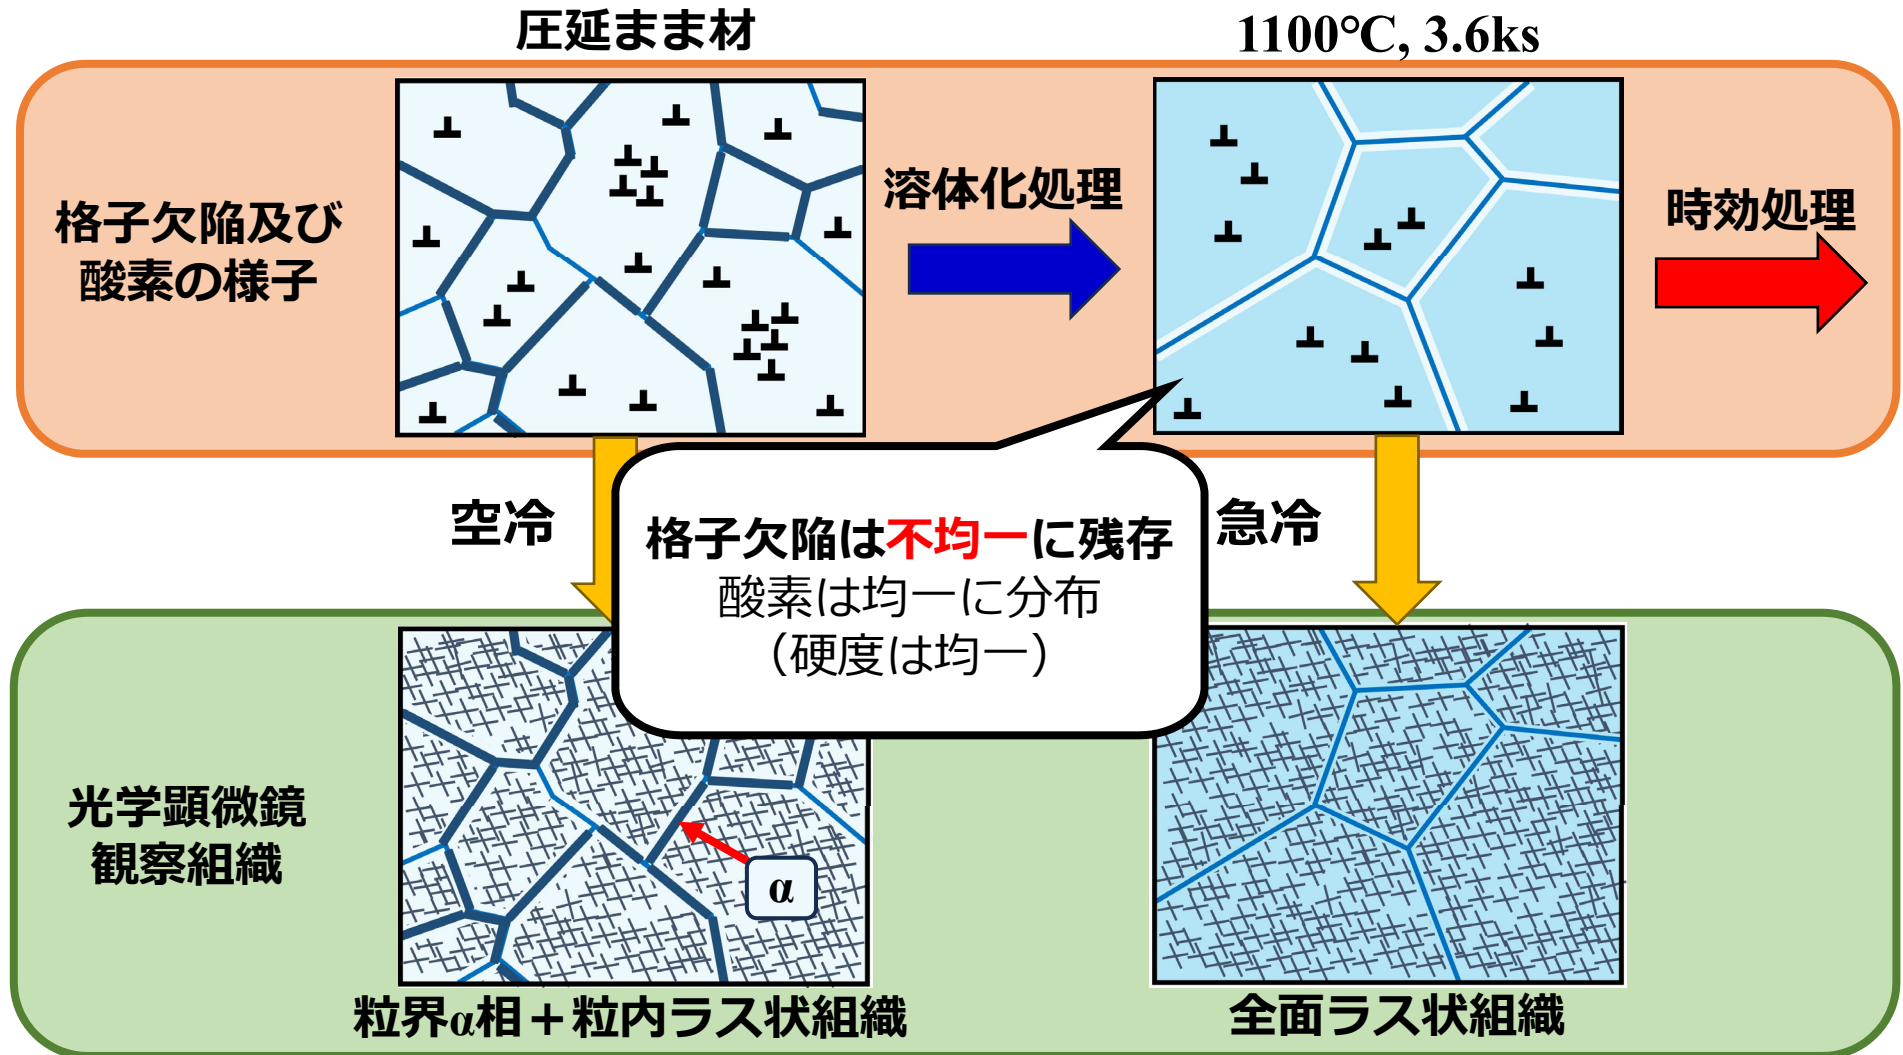 圧延まま材
1100°C, 3.6ks
格子欠陥及び
酸素の様子
溶体化処理
時効処理
空冷
格子欠陥は不均一に残存
酸素は均一に分布
（硬度は均一）
急冷
光学顕微鏡
観察組織
α
粒界α相＋粒内ラス状組織
全面ラス状組織